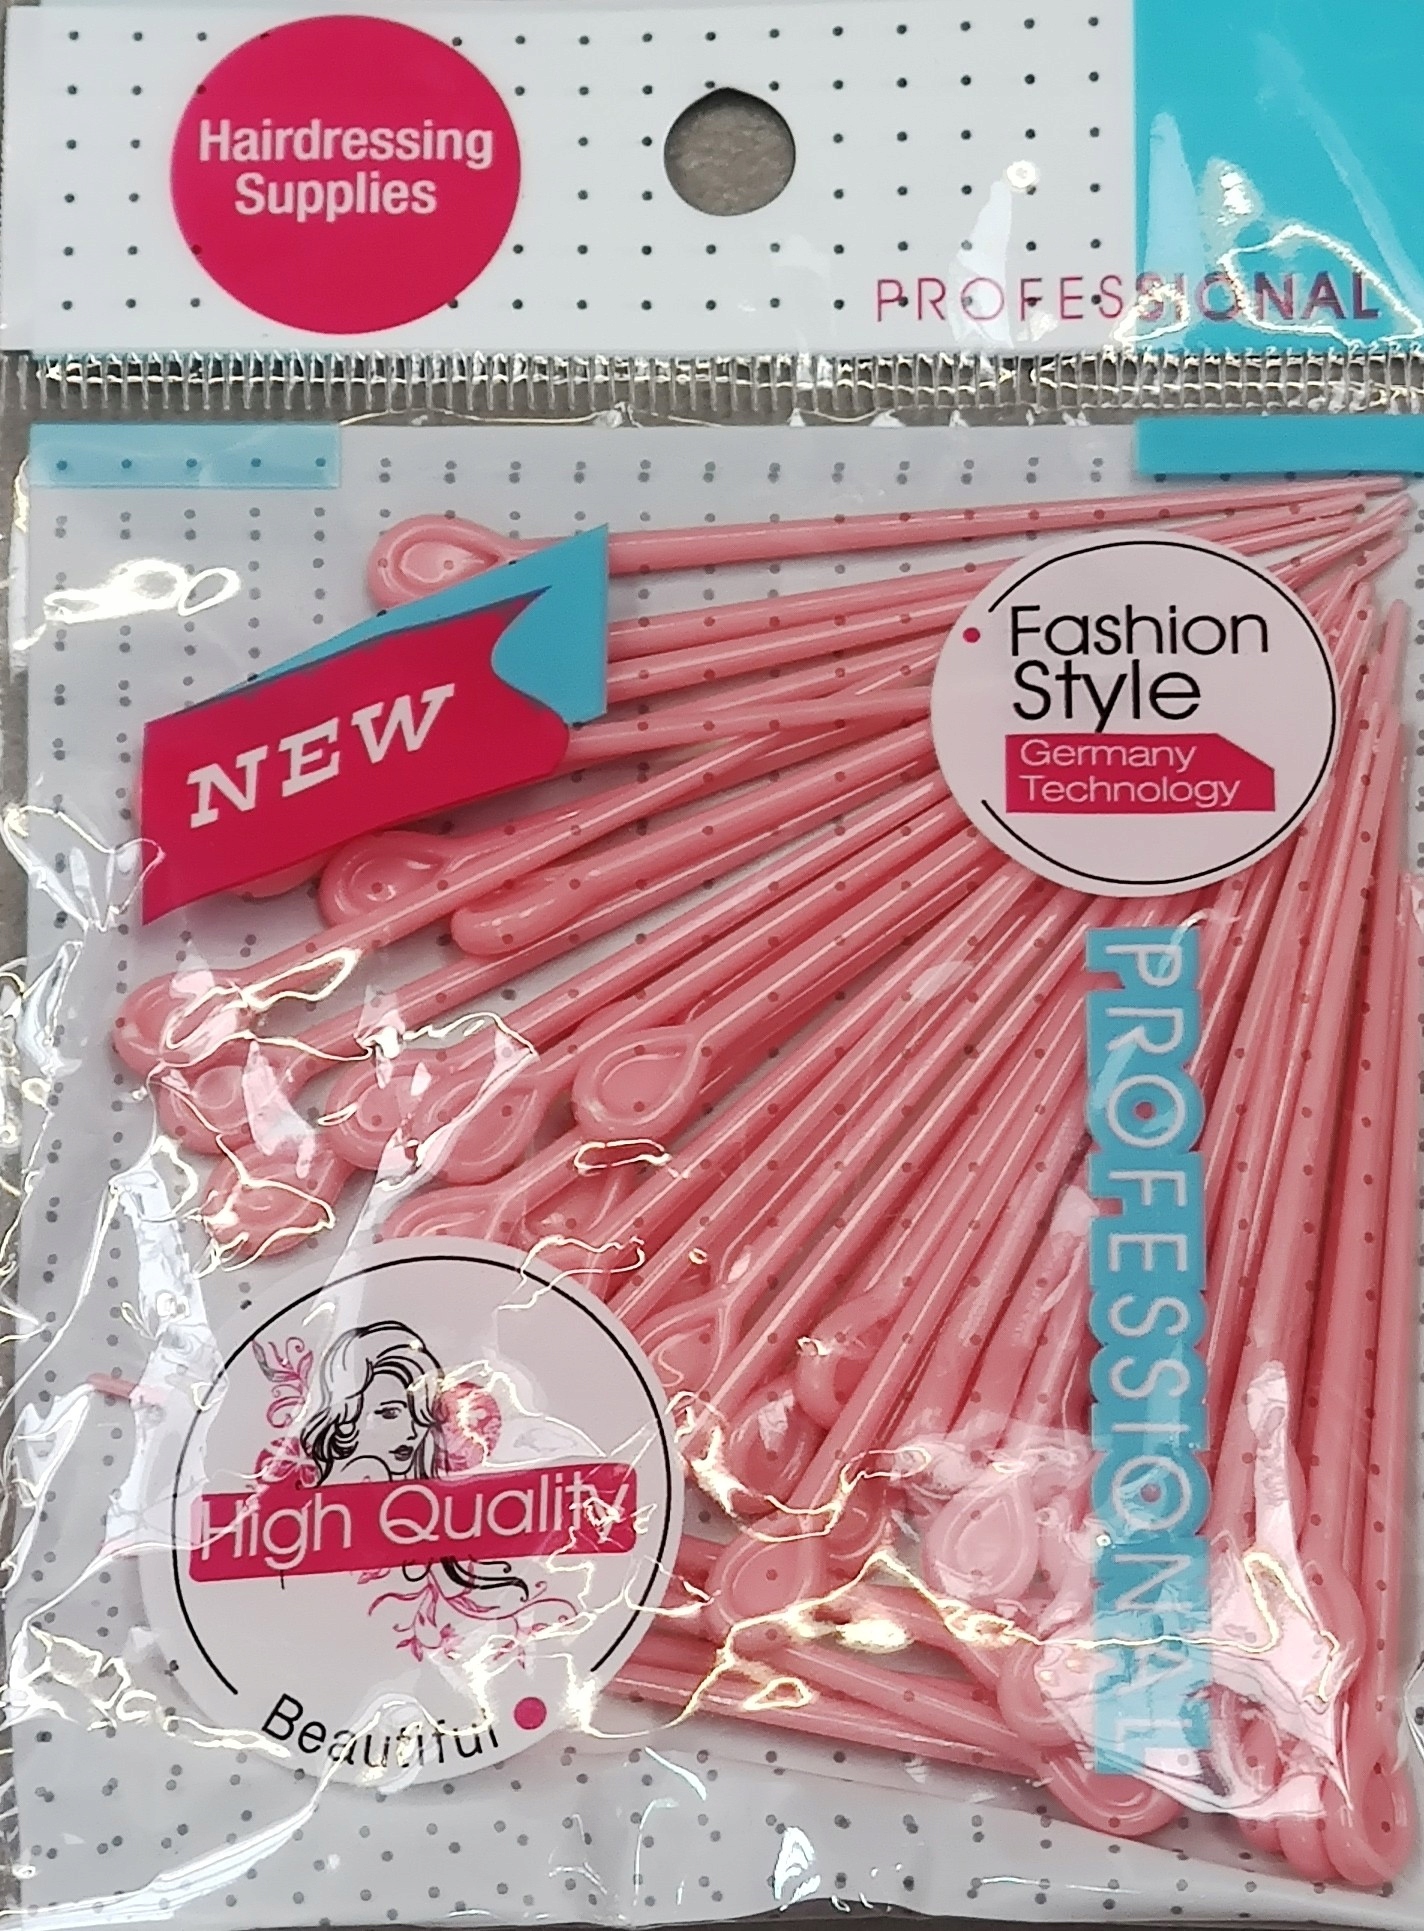 Hairdressing
Supplies
PROFESSIONAL
NEW
Fashion
Style
Germany
Technology
PROFESSIONAL
High Quality
Beautiful